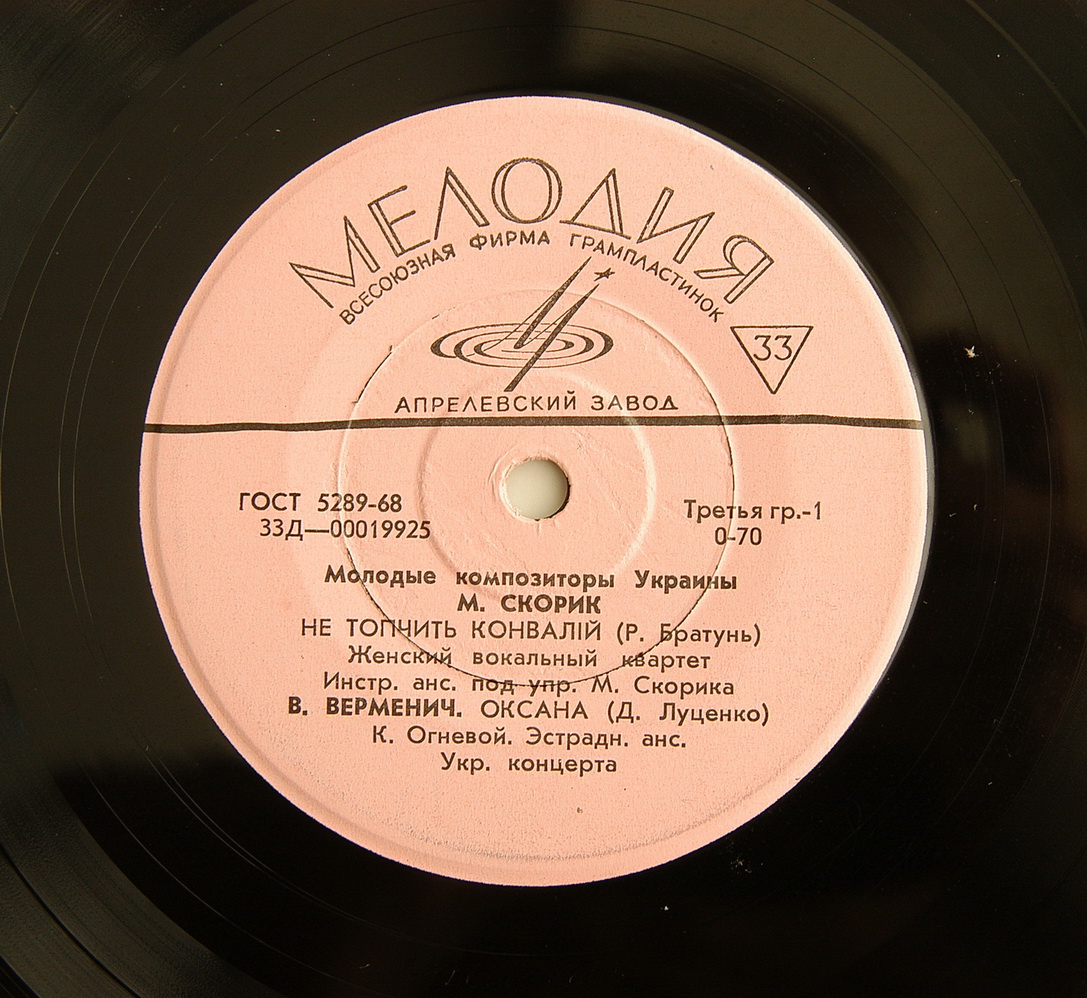 МЕЛОДИЯ
ВСЕСОЮЗНАЯ ФИРМА ГРАМПЛАСТИНОК
33
АПРЕЛЕВСКИЙ ЗАВОД
ГОСТ 5289-68
33Д—00019925
Третья гр.-1
0-70
Молодые композиторы Украины
М. СКОРИК
НЕ ТОПЧИТЬ КОНВАЛІЙ (Р. Братунь)
Женский вокальный квартет
Инстр. анс. под упр. М. Скорика
В. ВЕРМЕНИЧ. ОКСАНА (Д. Луценко)
К. Огневой. Эстрадн. анс.
Укр. концерта